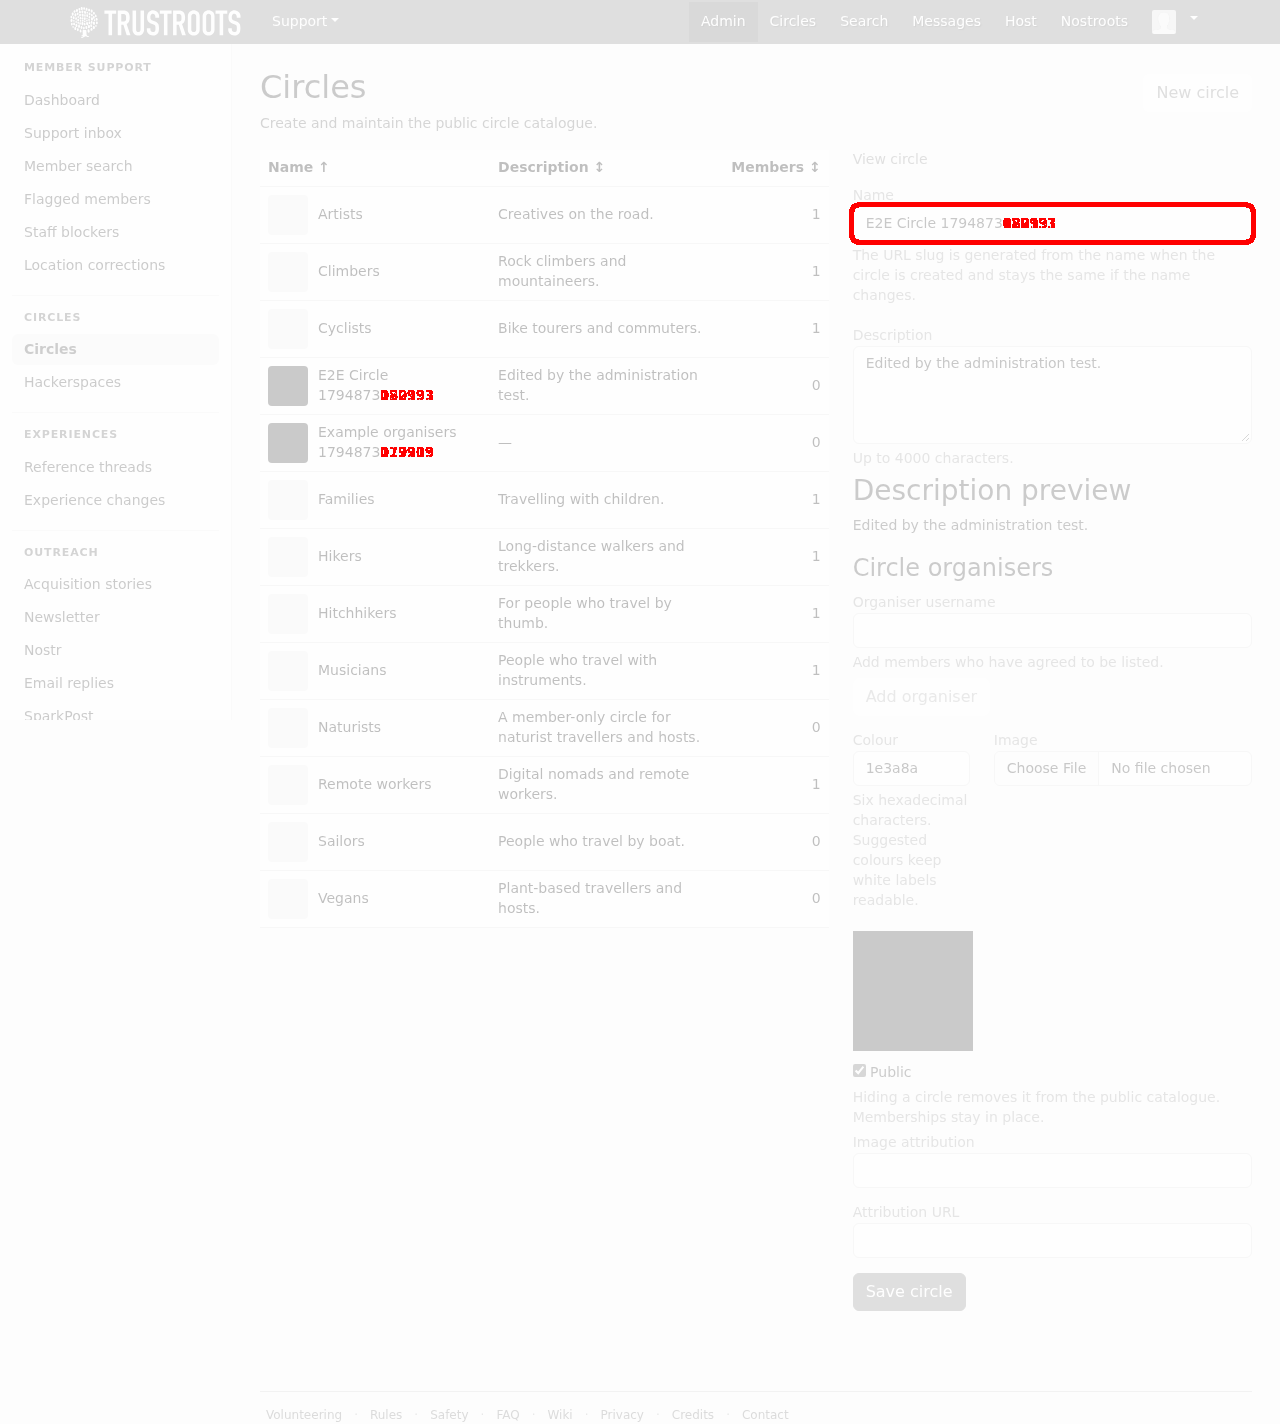 TRUSTROOTS
Support
Admin
Circles
Search
Messages
Host
Nostroots
MEMBER SUPPORT
Dashboard
Support inbox
Member search
Flagged members
Staff blockers
Location corrections
CIRCLES
Circles
Hackerspaces
EXPERIENCES
Reference threads
Experience changes
OUTREACH
Acquisition stories
Newsletter
Nostr
Email replies
SparkPost
Circles
New circle
Create and maintain the public circle catalogue.
Name ↑ Description ↕ Members ↕
Artists Creatives on the road. 1
Climbers Rock climbers and mountaineers. 1
Cyclists Bike tourers and commuters. 1
E2E Circle Edited by the administration test. 0
Example organisers — 0
Families Travelling with children. 1
Hikers Long-distance walkers and trekkers. 1
Hitchhikers For people who travel by thumb. 1
Musicians People who travel with instruments. 1
Naturists A member-only circle for naturist travellers and hosts. 0
Remote workers Digital nomads and remote workers. 1
Sailors People who travel by boat. 0
Vegans Plant-based travellers and hosts. 0
View circle
Name
E2E Circle
The URL slug is generated from the name when the
circle is created and stays the same if the name
changes.
Description
Edited by the administration test.
Up to 4000 characters.
Description preview
Edited by the administration test.
Circle organisers
Organiser username
Add members who have agreed to be listed.
Add organiser
Colour
1e3a8a
Six hexadecimal
characters.
Suggested
colours keep
white labels
readable.
Image
Choose File No file chosen
Public
Hiding a circle removes it from the public catalogue.
Memberships stay in place.
Image attribution
Attribution URL
Save circle
Volunteering · Rules · Safety · FAQ · Wiki · Privacy · Credits · Contact